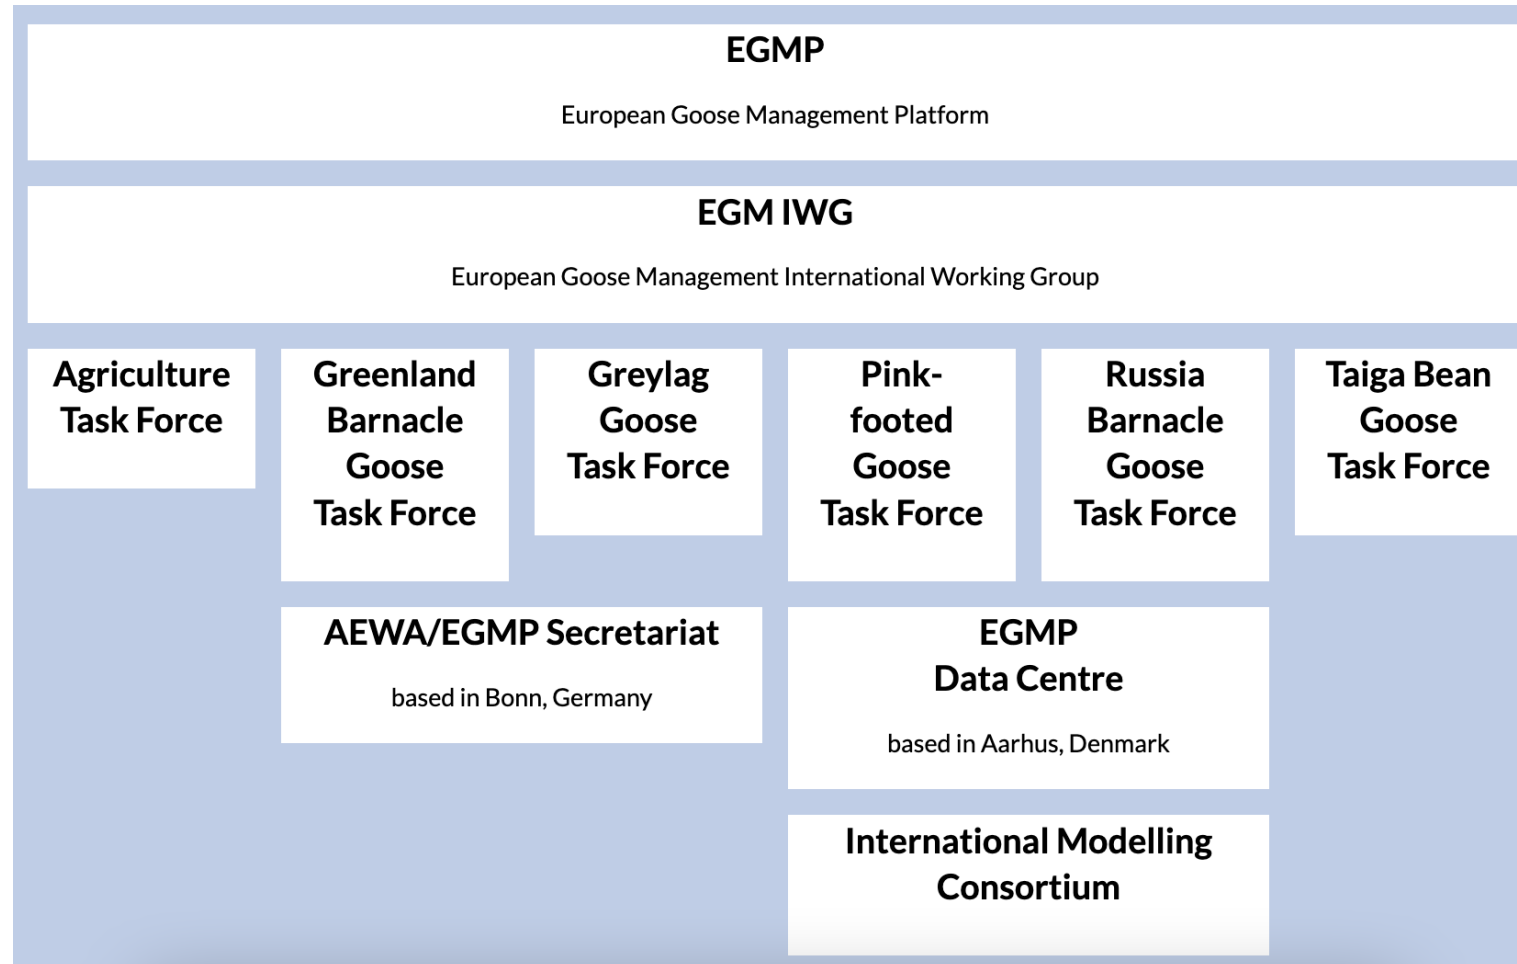 EGMP
European Goose Management Platform
EGM IWG
European Goose Management International Working Group
Agriculture
Task Force
Greenland
Barnacle
Goose
Task Force
Greylag
Goose
Task Force
Pink-
footed
Goose
Task Force
Russia
Barnacle
Goose
Task Force
Taiga Bean
Goose
Task Force
AEWA/EGMP Secretariat
based in Bonn, Germany
EGMP
Data Centre
based in Aarhus, Denmark
International Modelling
Consortium